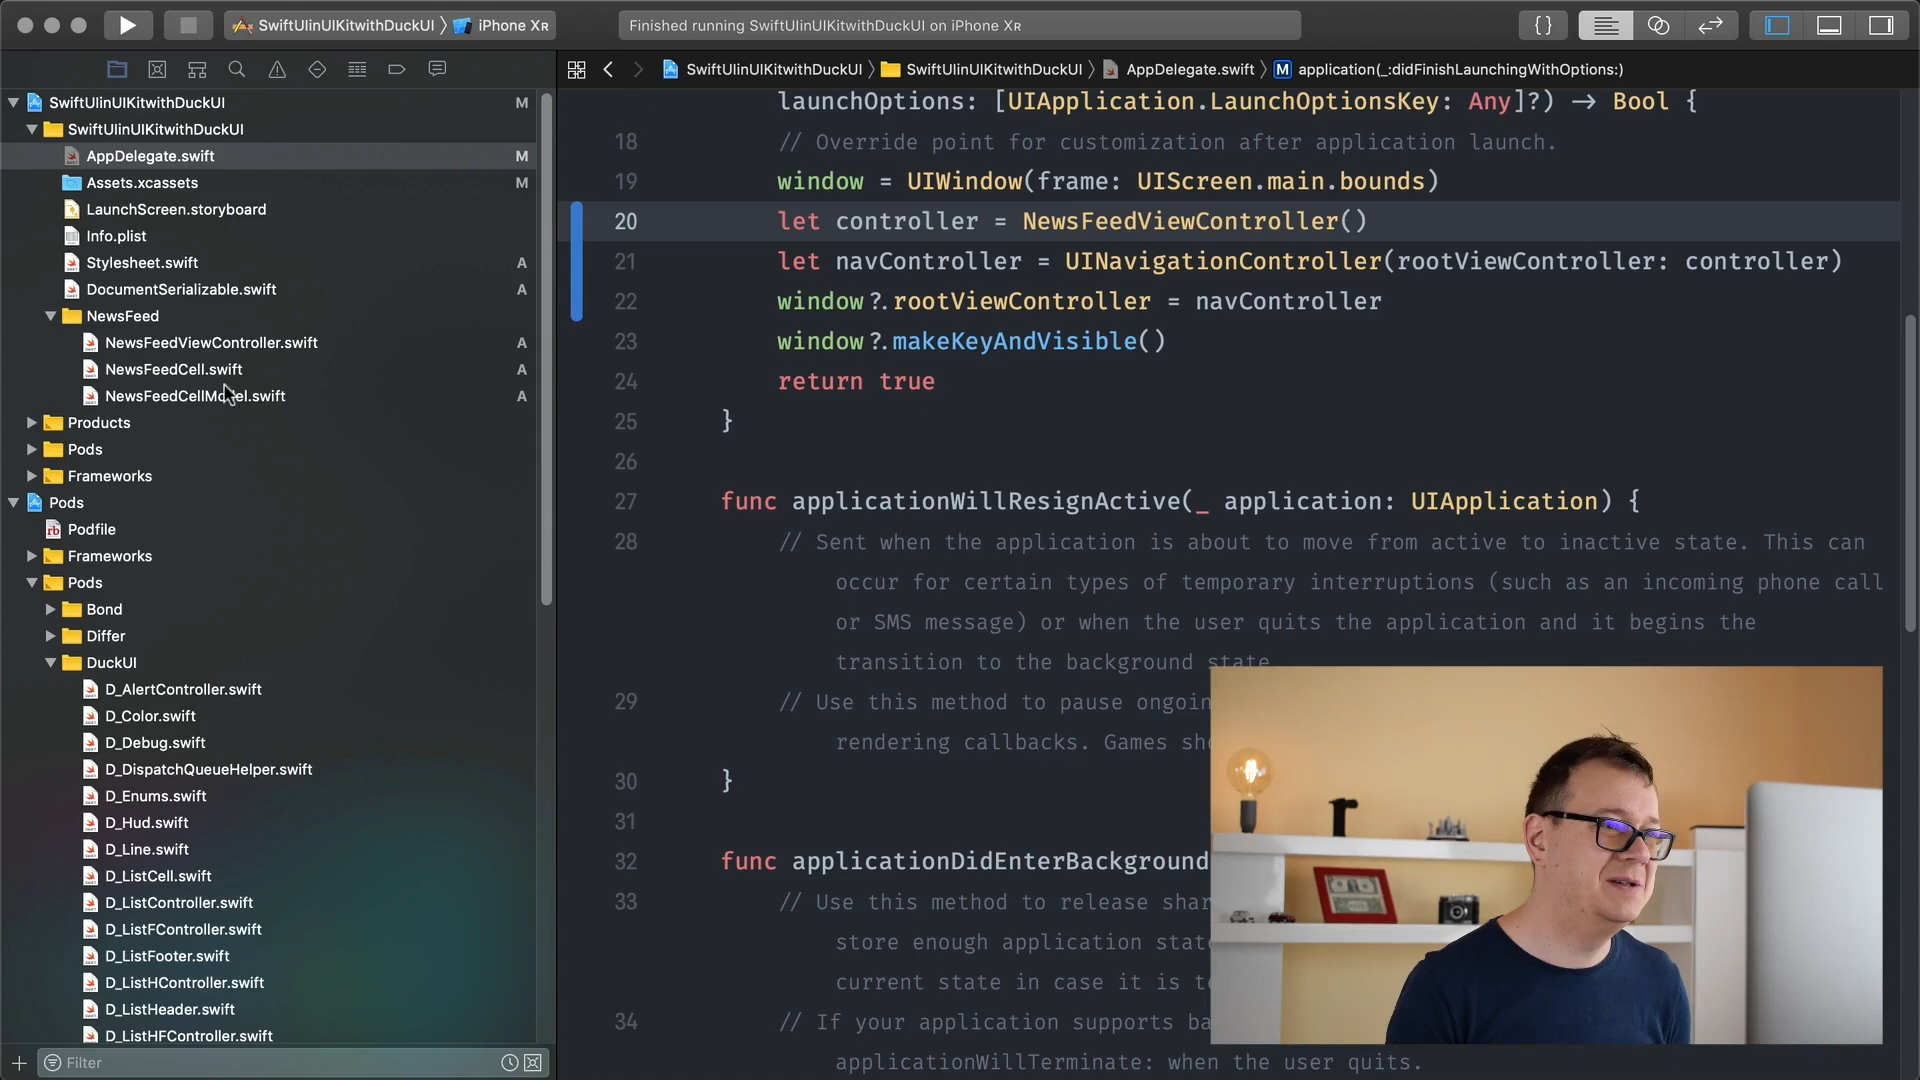 SwiftUIinUIKitwithDuckUI
iPhone XR
Finished running SwiftUIinUIKitwithDuckUI on iPhone XR
{}
SwiftUIinUIKitwithDuckUI
SwiftUIinUIKitwithDuckUI
AppDelegate.swift
M
application(_:didFinishLaunchingWithOptions:)
SwiftUIinUIKitwithDuckUI M
SwiftUIinUIKitwithDuckUI
AppDelegate.swift M
Assets.xcassets M
LaunchScreen.storyboard
Info.plist
Stylesheet.swift A
DocumentSerializable.swift A
NewsFeed
NewsFeedViewController.swift A
NewsFeedCell.swift A
NewsFeedCellModel.swift A
Products
Pods
Frameworks
Pods
rb Podfile
Frameworks
Pods
Bond
Differ
DuckUI
D_AlertController.swift
D_Color.swift
D_Debug.swift
D_DispatchQueueHelper.swift
D_Enums.swift
D_Hud.swift
D_Line.swift
D_ListCell.swift
D_ListController.swift
D_ListFController.swift
D_ListFooter.swift
D_ListHController.swift
D_ListHeader.swift
D_ListHFController.swift
Filter
launchOptions: [UIApplication.LaunchOptionsKey: Any]?) -> Bool {
18 // Override point for customization after application launch.
19 window = UIWindow(frame: UIScreen.main.bounds)
20 let controller = NewsFeedViewController()
21 let navController = UINavigationController(rootViewController: controller)
22 window?.rootViewController = navController
23 window?.makeKeyAndVisible()
24 return true
25 }
26
27 func applicationWillResignActive(_ application: UIApplication) {
28 // Sent when the application is about to move from active to inactive state. This can
occur for certain types of temporary interruptions (such as an incoming phone call
or SMS message) or when the user quits the application and it begins the
transition to the background state.
29 // Use this method to pause ongoin
rendering callbacks. Games sho
30 }
31
32 func applicationDidEnterBackground
33 // Use this method to release shar
store enough application stat
current state in case it is t
34 // If your application supports ba
applicationWillTerminate: when the user quits.